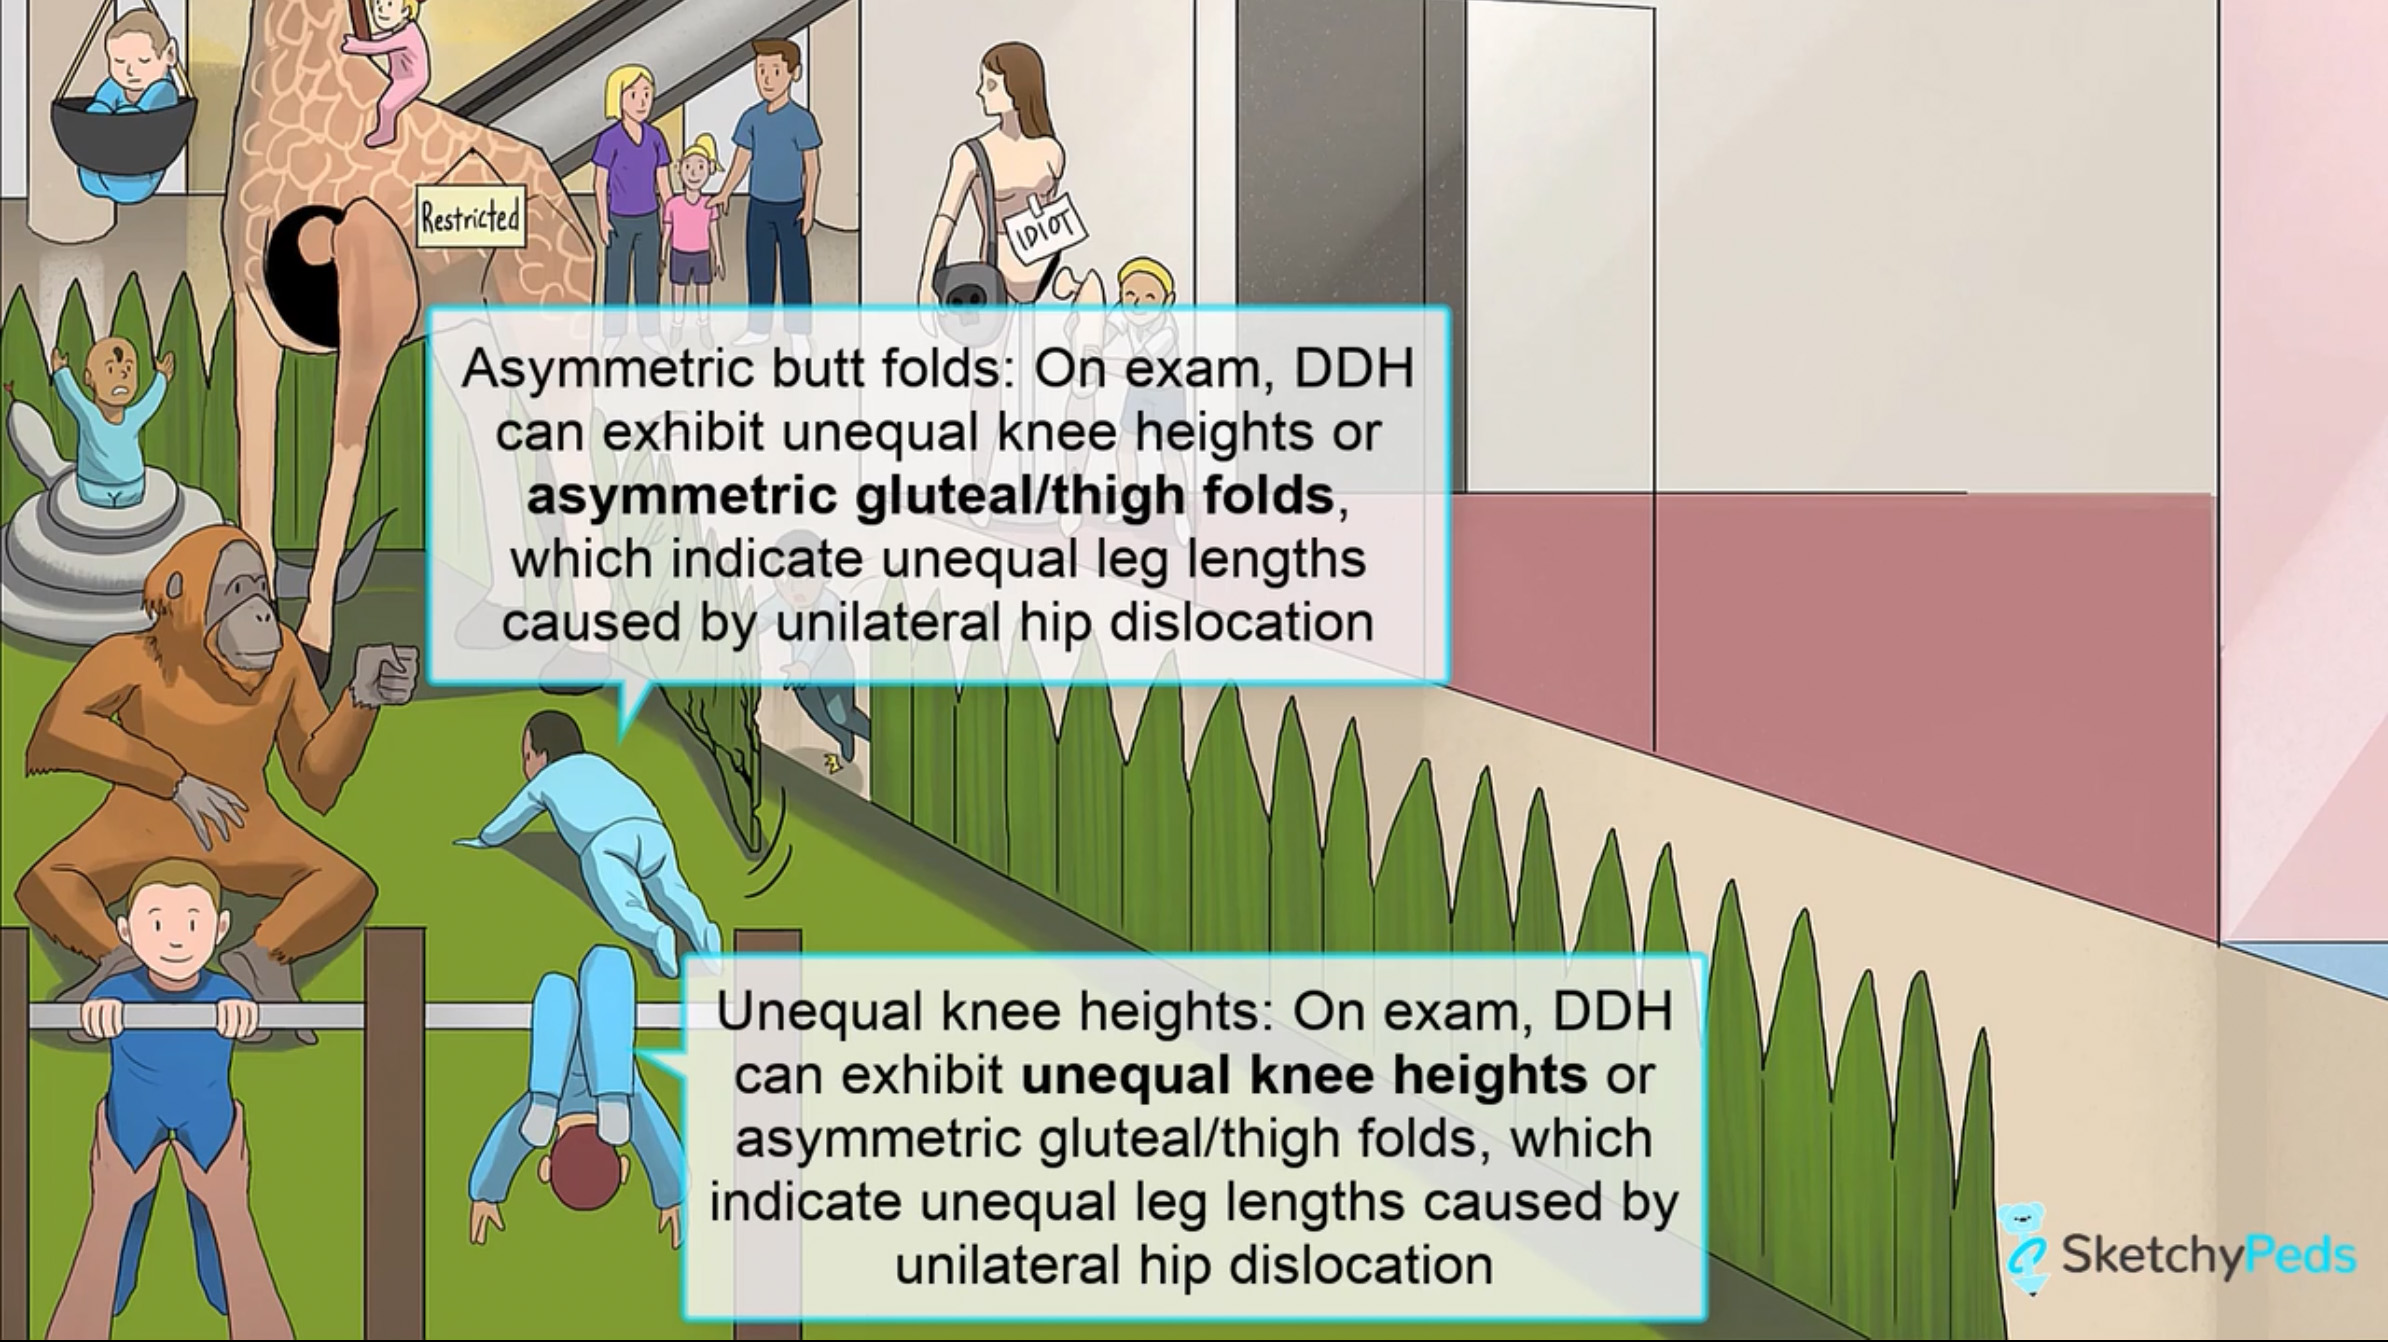 Restricted
IDIOT
Asymmetric butt folds: On exam, DDH
can exhibit unequal knee heights or
asymmetric gluteal/thigh folds,
which indicate unequal leg lengths
caused by unilateral hip dislocation
Unequal knee heights: On exam, DDH
can exhibit unequal knee heights or
asymmetric gluteal/thigh folds, which
indicate unequal leg lengths caused by
unilateral hip dislocation
SketchyPeds